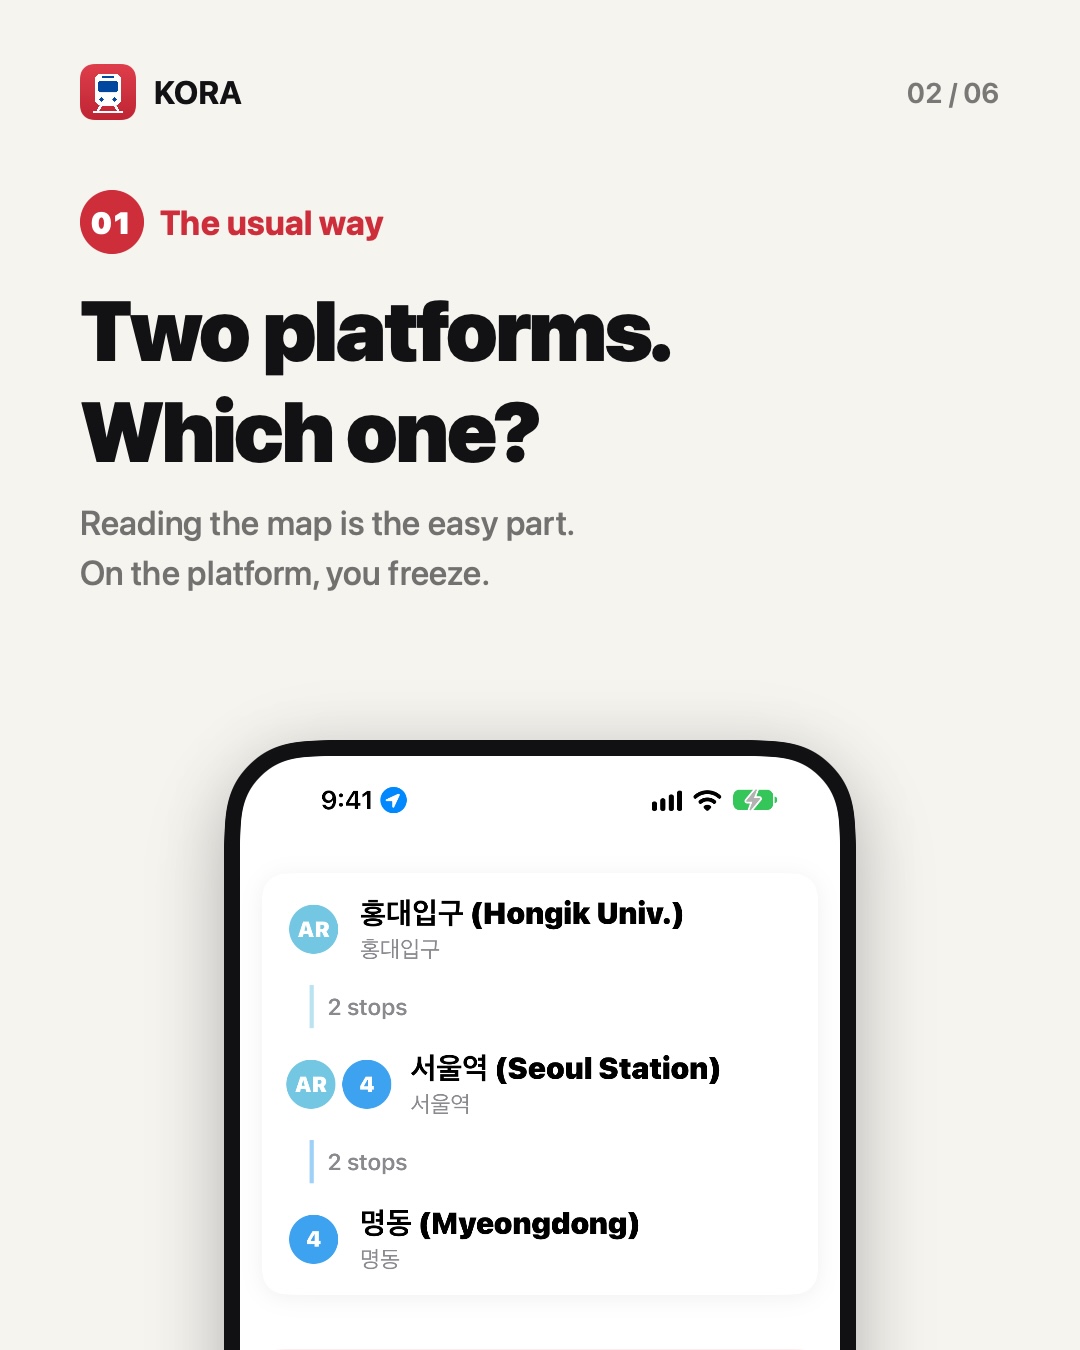 KORA
02 / 06
01 The usual way
Two platforms.
Which one?
Reading the map is the easy part.
On the platform, you freeze.
9:41
AR 홍대입구 (Hongik Univ.)
홍대입구
2 stops
AR 4 서울역 (Seoul Station)
서울역
2 stops
4 명동 (Myeongdong)
명동